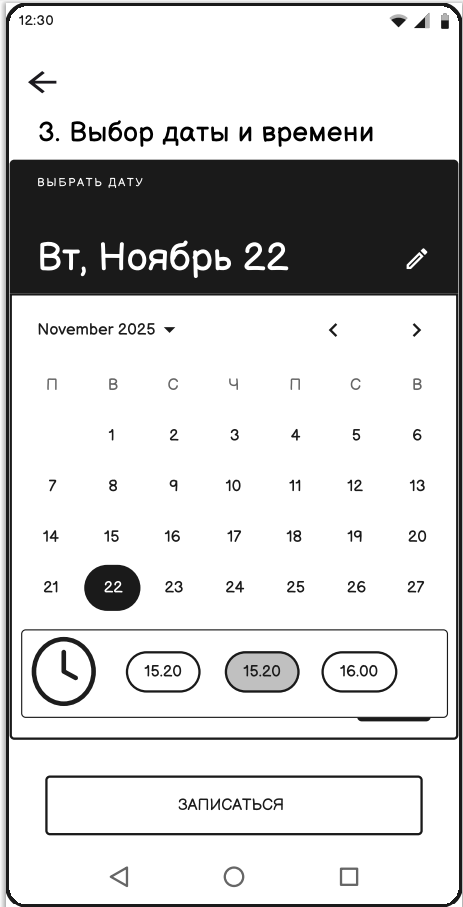 12:30
3. Выбор даты и времени
ВЫБРАТЬ ДАТУ
Вт, Ноябрь 22
November 2025
П В С Ч П С В
1 2 3 4 5 6
7 8 9 10 11 12 13
14 15 16 17 18 19 20
21 22 23 24 25 26 27
15.20 15.20 16.00
ЗАПИСАТЬСЯ